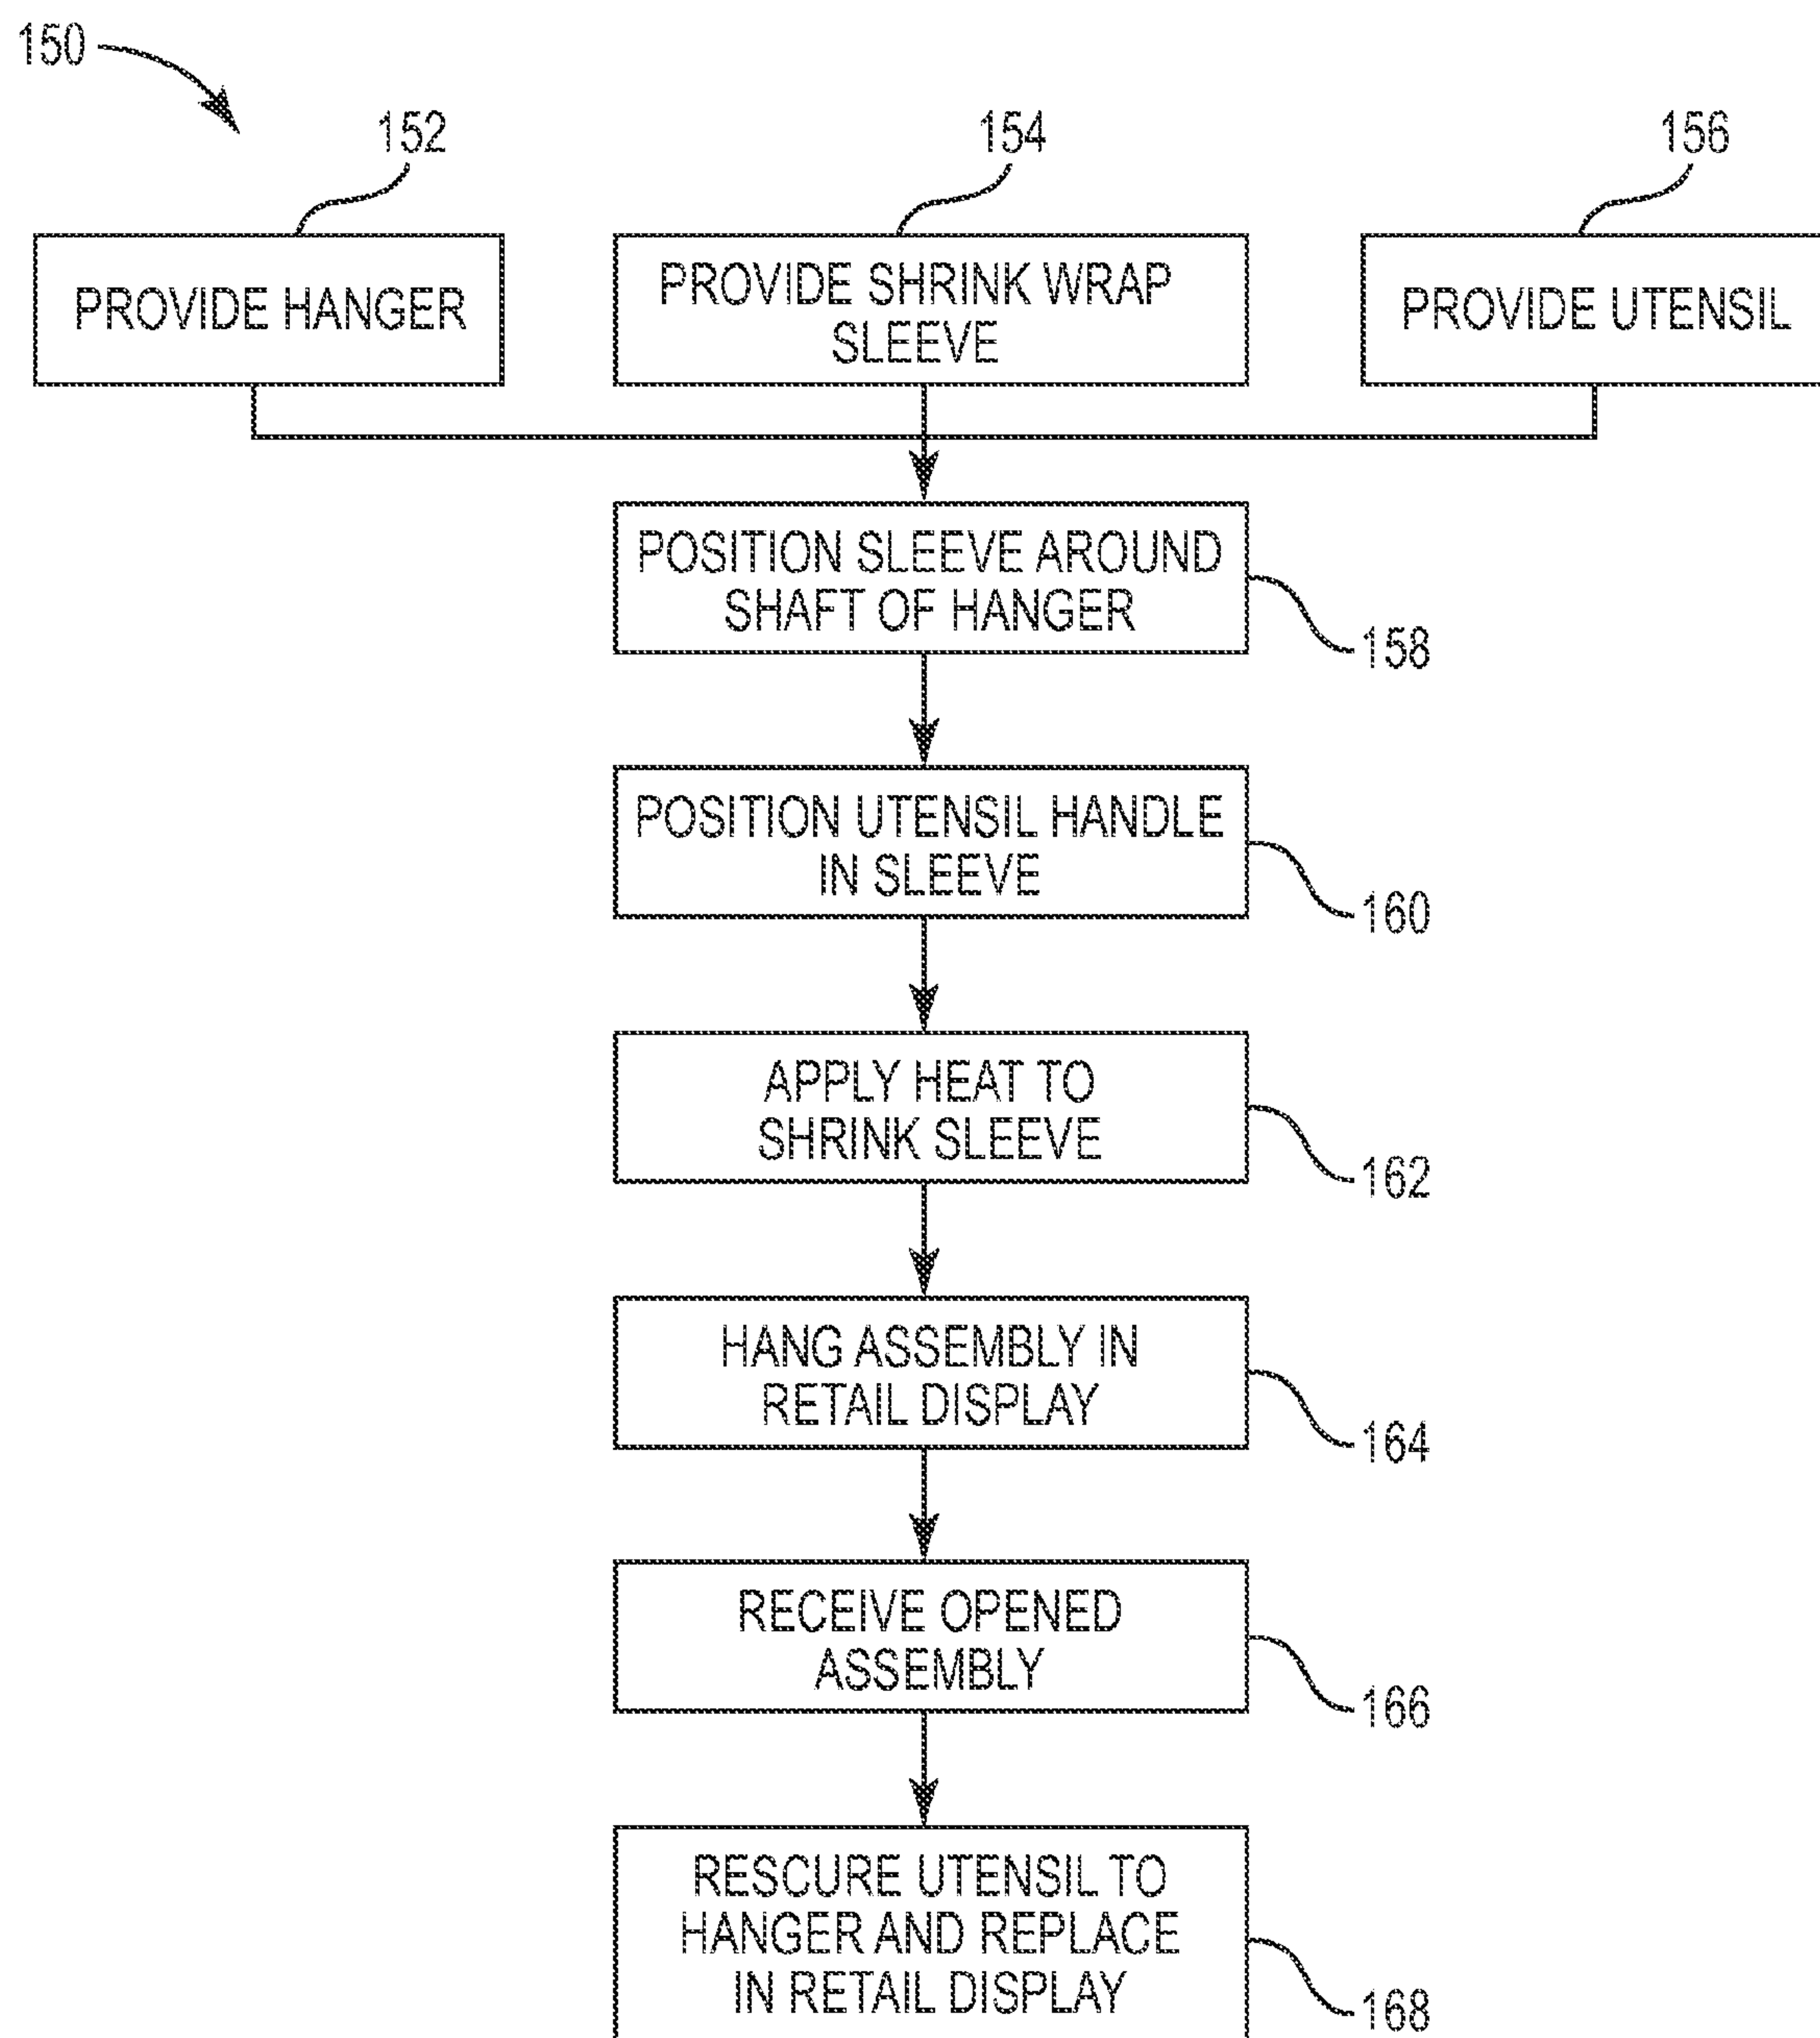 150
152
154
156
PROVIDE HANGER
PROVIDE SHRINK WRAP
SLEEVE
PROVIDE UTENSIL
POSITION SLEEVE AROUND
SHAFT OF HANGER
158
POSITION UTENSIL HANDLE
IN SLEEVE
160
APPLY HEAT TO
SHRINK SLEEVE
162
HANG ASSEMBLY IN
RETAIL DISPLAY
164
RECEIVE OPENED
ASSEMBLY
166
RESCURE UTENSIL TO
HANGER AND REPLACE
IN RETAIL DISPLAY
168